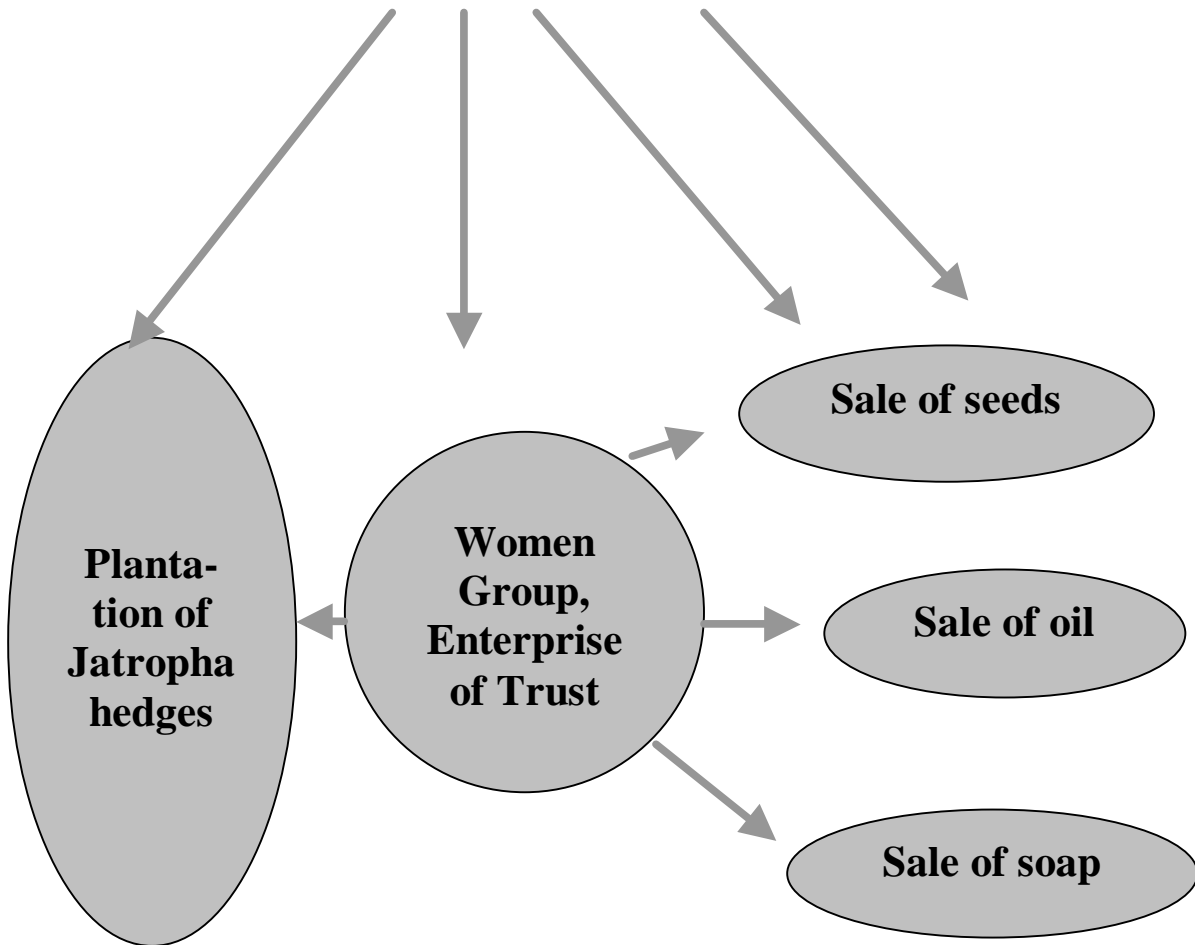 Planta-
tion of
Jatropha
hedges
Women
Group,
Enterprise
of Trust
Sale of seeds
Sale of oil
Sale of soap